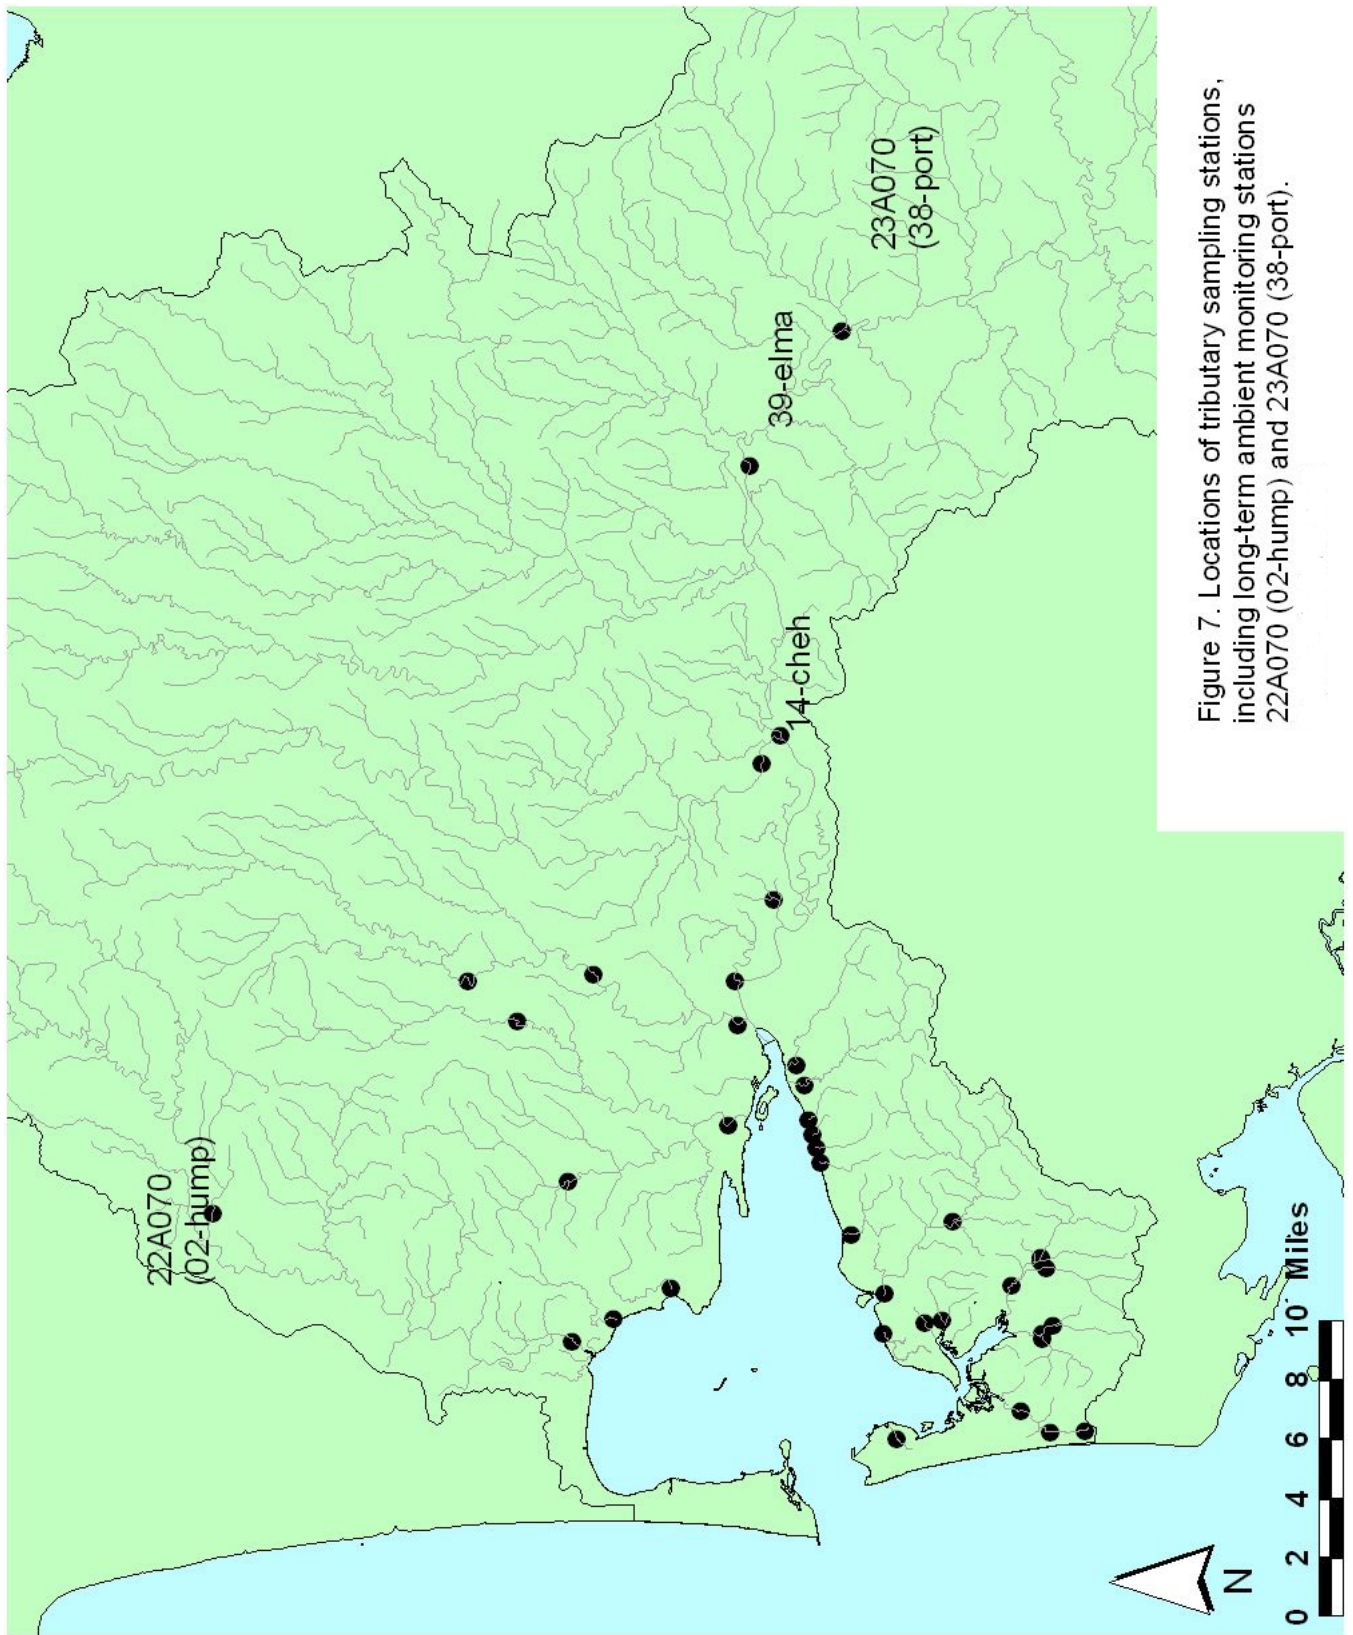 22A070
(02-hump)
14-cheh
39-elma
23A070
(38-port)
N
0 2 4 6 8 10 Miles
Figure 7. Locations of tributary sampling stations,
including long-term ambient monitoring stations
22A070 (02-hump) and 23A070 (38-port).